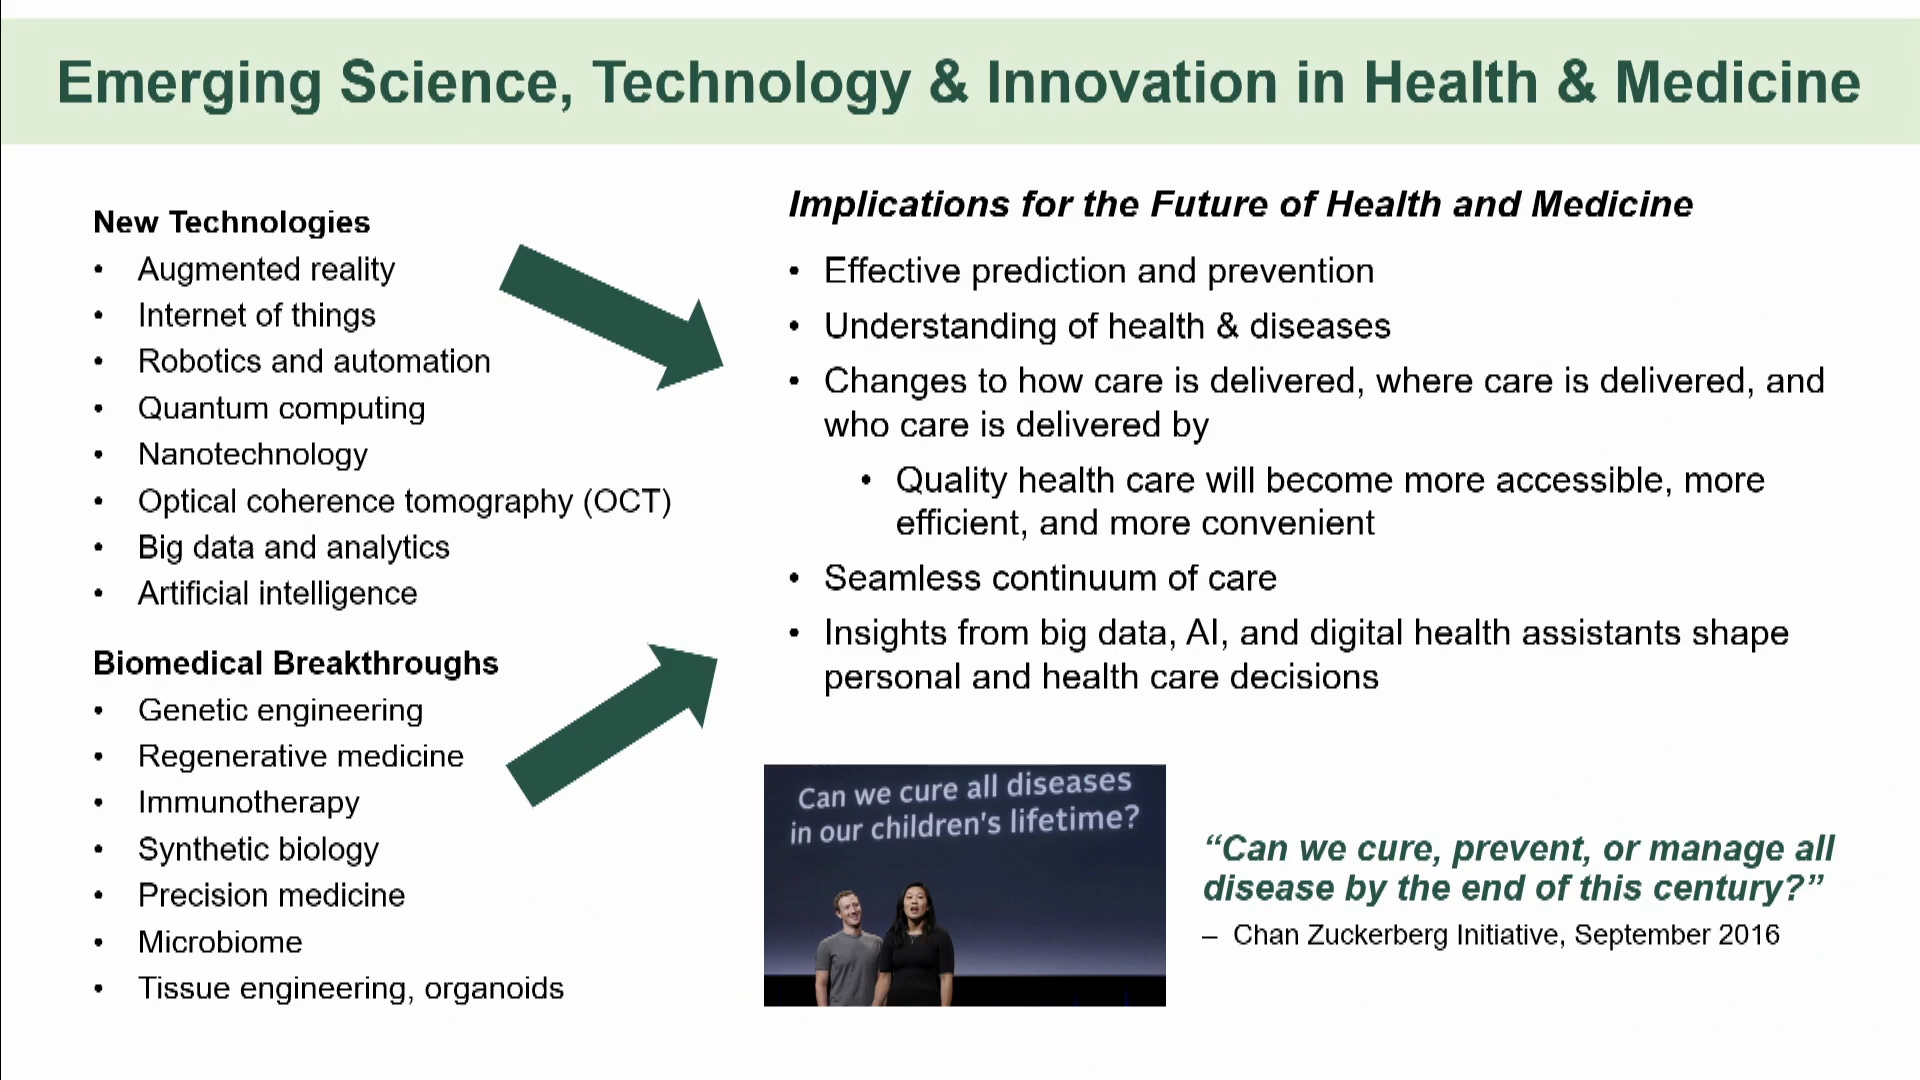 Emerging Science, Technology & Innovation in Health & Medicine
New Technologies
• Augmented reality
• Internet of things
• Robotics and automation
• Quantum computing
• Nanotechnology
• Optical coherence tomography (OCT)
• Big data and analytics
• Artificial intelligence
Biomedical Breakthroughs
• Genetic engineering
• Regenerative medicine
• Immunotherapy
• Synthetic biology
• Precision medicine
• Microbiome
• Tissue engineering, organoids
Implications for the Future of Health and Medicine
• Effective prediction and prevention
• Understanding of health & diseases
• Changes to how care is delivered, where care is delivered, and
who care is delivered by
• Quality health care will become more accessible, more
efficient, and more convenient
• Seamless continuum of care
• Insights from big data, AI, and digital health assistants shape
personal and health care decisions
Can we cure all diseases
in our children's lifetime?
“Can we cure, prevent, or manage all
disease by the end of this century?”
– Chan Zuckerberg Initiative, September 2016